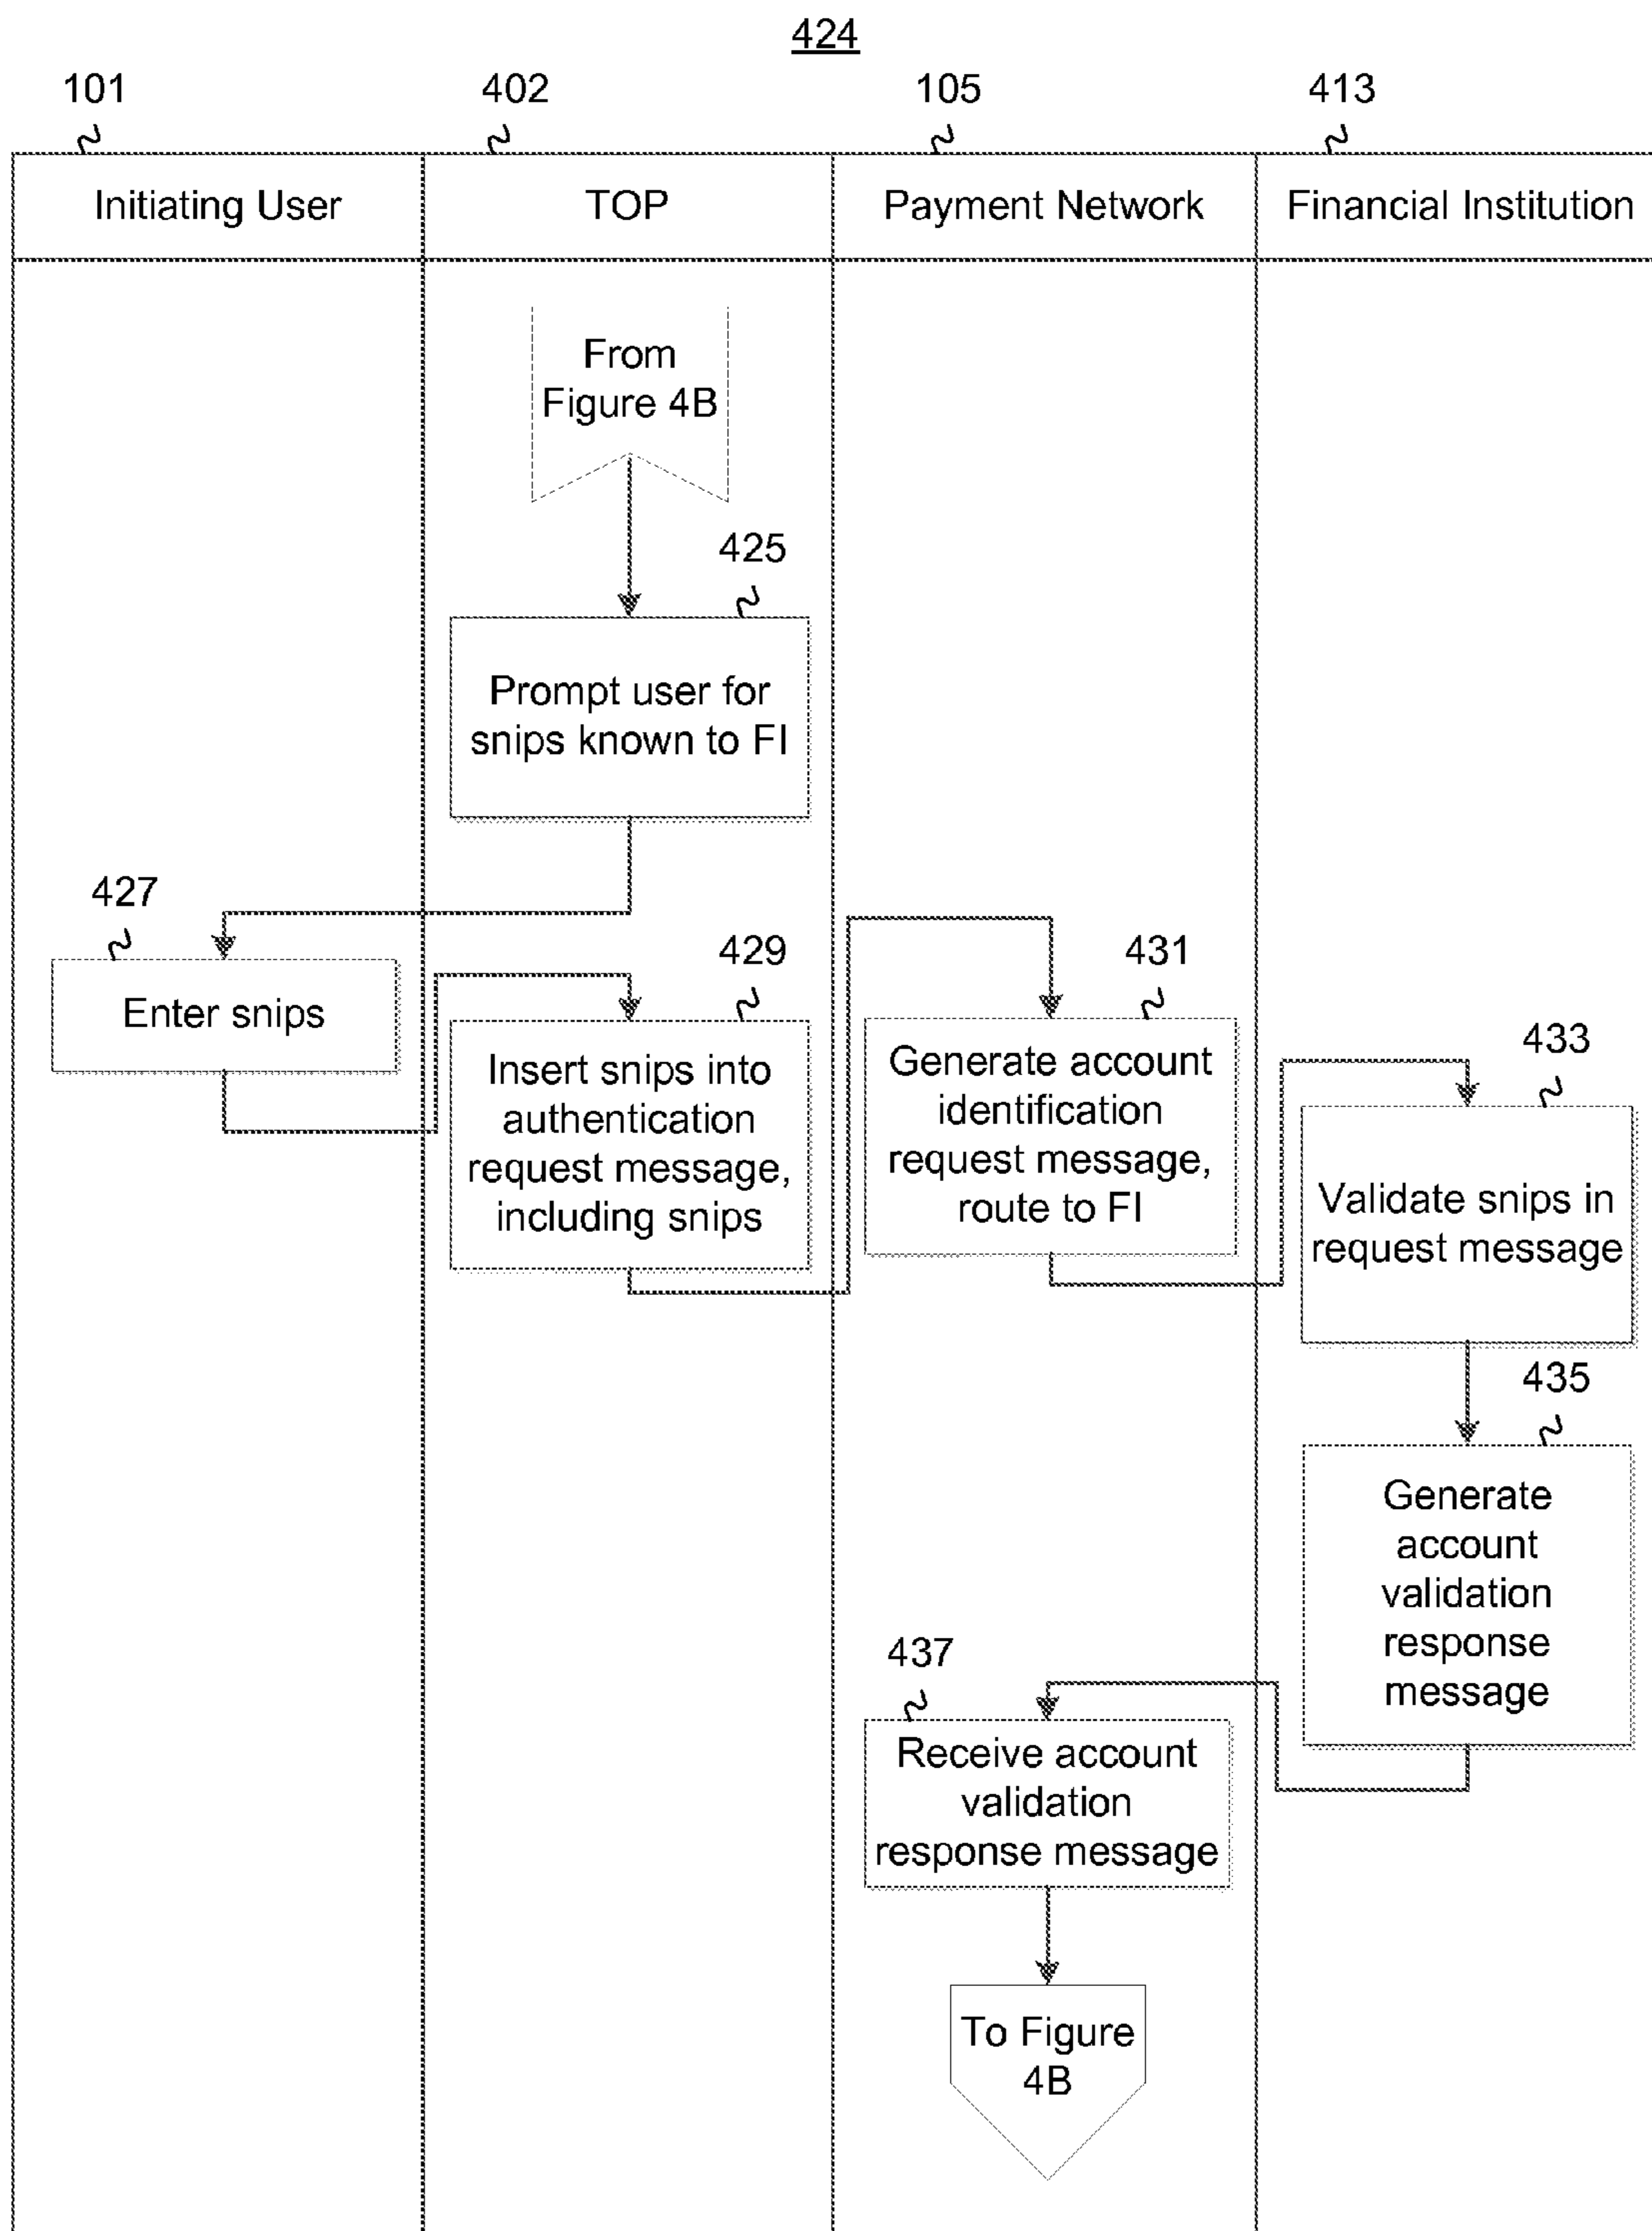 424
101
402
105
413
Initiating User
TOP
Payment Network
Financial Institution
From
Figure 4B
425
Prompt user for
snips known to FI
427
Enter snips
429
Insert snips into
authentication
request message,
including snips
431
Generate account
identification
request message,
route to FI
433
Validate snips in
request message
435
Generate
account
validation
response
message
437
Receive account
validation
response message
To Figure
4B